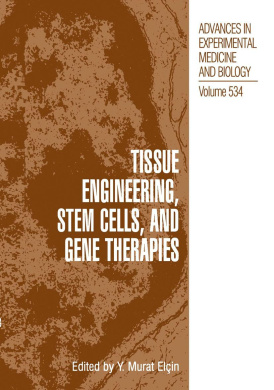 ADVANCES IN
EXPERIMENTAL
MEDICINE
AND BIOLOGY
Volume 534
TISSUE
ENGINEERING,
STEM CELLS, AND
GENE THERAPIES
Edited by Y. Murat Elçin